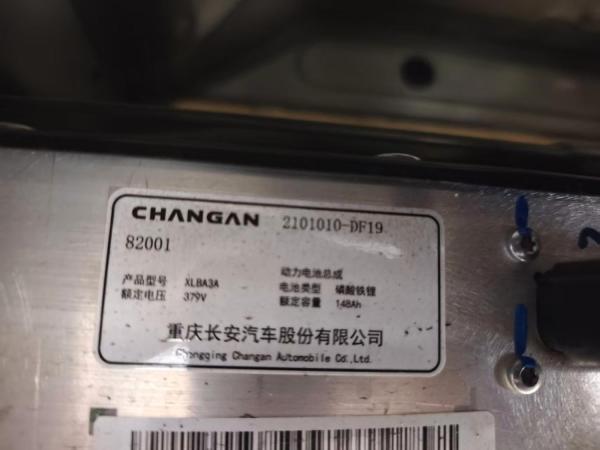 CHANGAN 2101010-DF19
82001
动力电池总成
产品型号 XLBA3A 电池类型 磷酸铁锂
额定电压 379V 额定容量 148Ah
重庆长安汽车股份有限公司
Chongqing Changan Automobile Co.,Ltd.